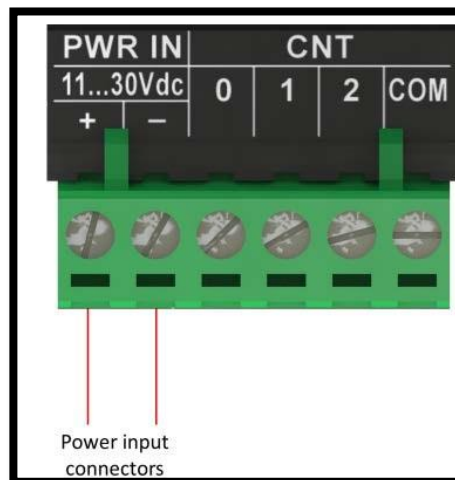 PWR IN CNT
11...30Vdc 0 1 2 COM
+ −
Power input
connectors